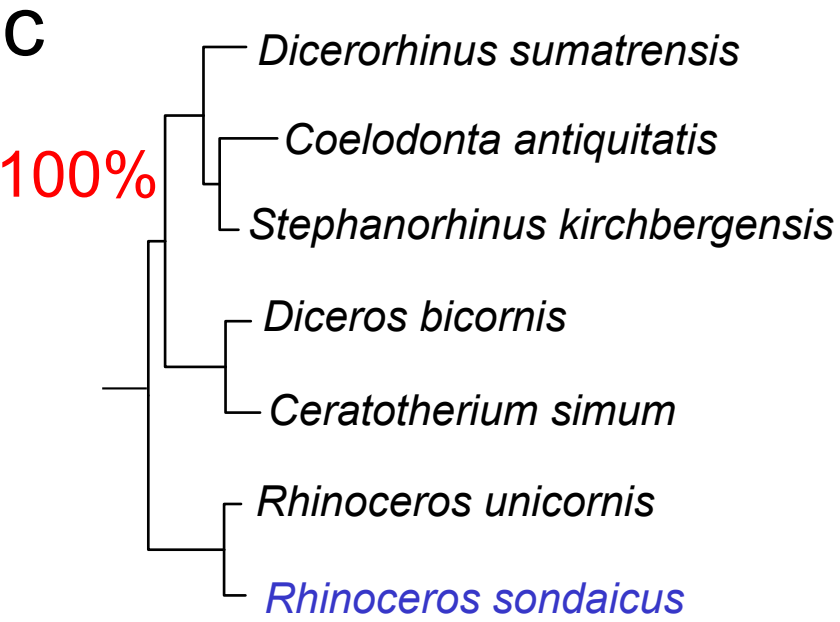 C
Dicerorhinus sumatrensis
Coelodonta antiquitatis
100%
Stephanorhinus kirchbergensis
Diceros bicornis
Ceratotherium simum
Rhinoceros unicornis
Rhinoceros sondaicus